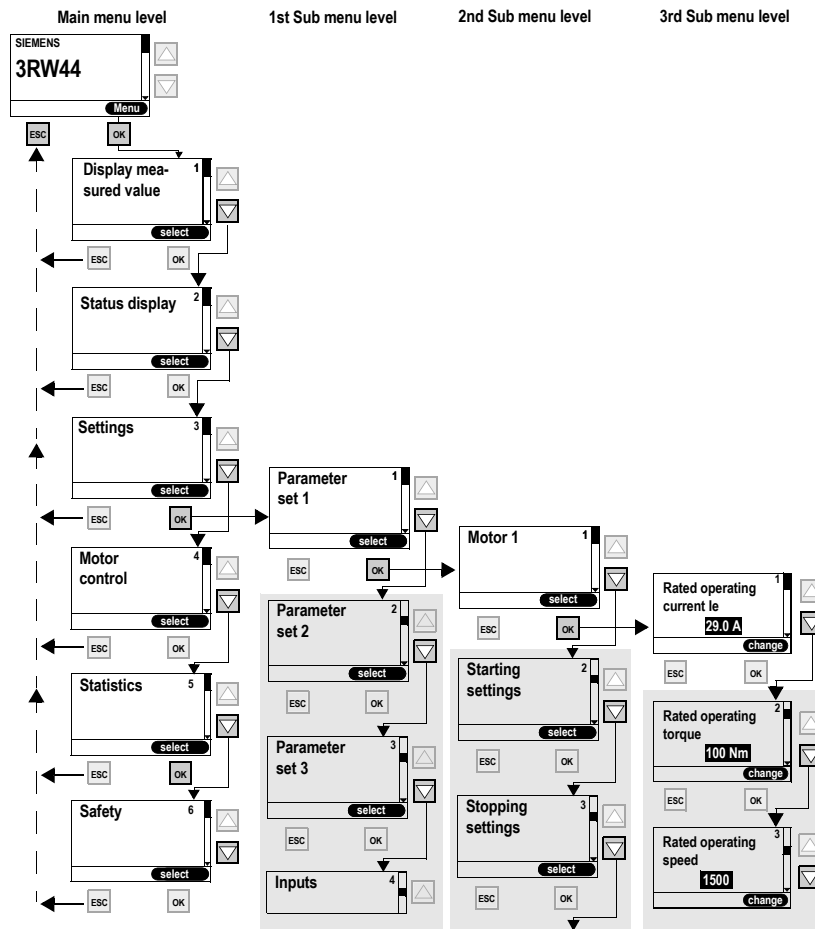 Main menu level
1st Sub menu level
2nd Sub menu level
3rd Sub menu level
SIEMENS
3RW44
Menu
ESC
OK
Display mea-
sured value
1
select
ESC
OK
Status display
2
select
ESC
OK
Settings
3
select
ESC
OK
Motor
control
4
select
ESC
OK
Statistics
5
select
ESC
OK
Safety
6
select
ESC
OK
Parameter
set 1
1
select
ESC
OK
Parameter
set 2
2
select
ESC
OK
Parameter
set 3
3
select
ESC
OK
Inputs
4
Motor 1
1
select
ESC
OK
Starting
settings
2
select
ESC
OK
Stopping
settings
3
select
ESC
OK
Rated operating
current Ie
1
29.0 A
change
ESC
OK
Rated operating
torque
2
100 Nm
change
ESC
OK
Rated operating
speed
3
1500
change